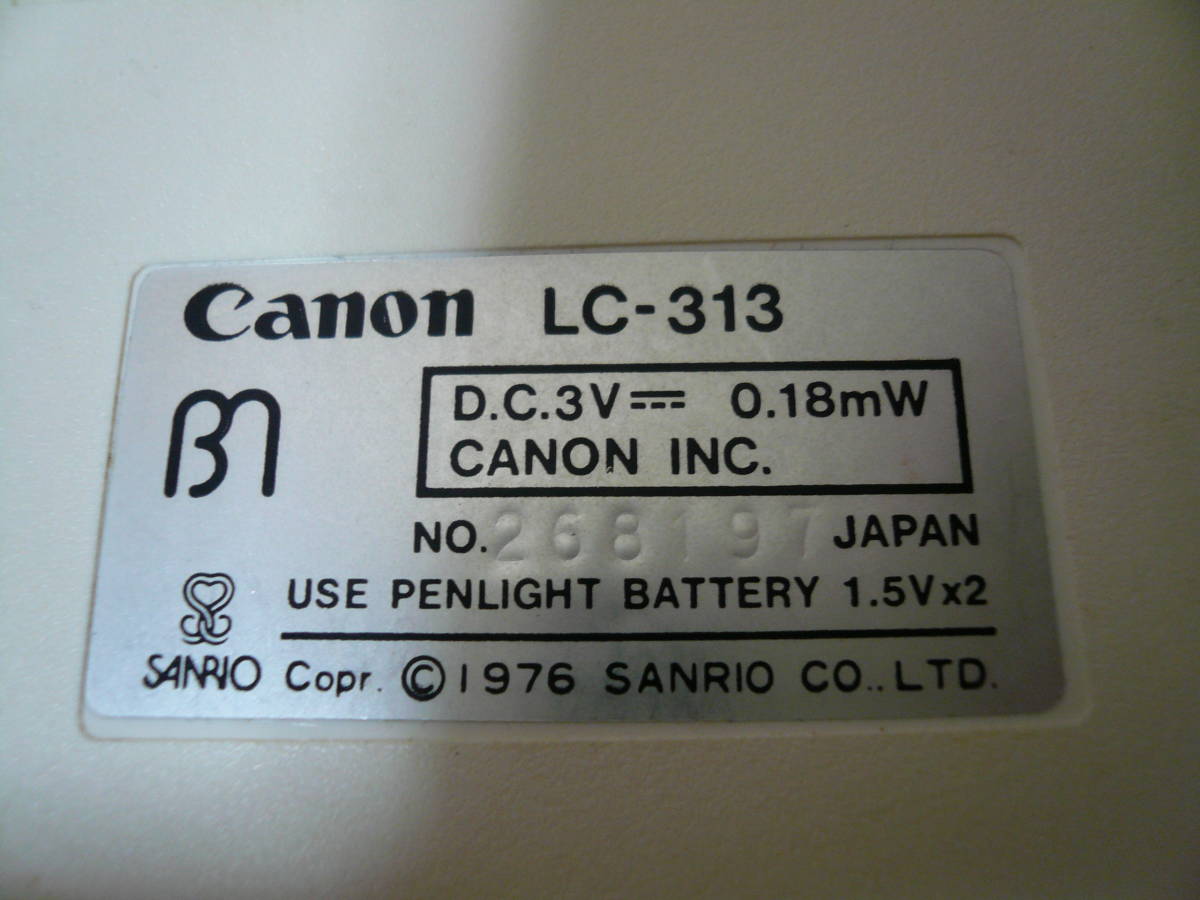 Canon LC-313
D.C.3V⎓ 0.18mW
CANON INC.
NO. 268197 JAPAN
USE PENLIGHT BATTERY 1.5Vx2
SANRIO Copr. ©1976 SANRIO CO..LTD.